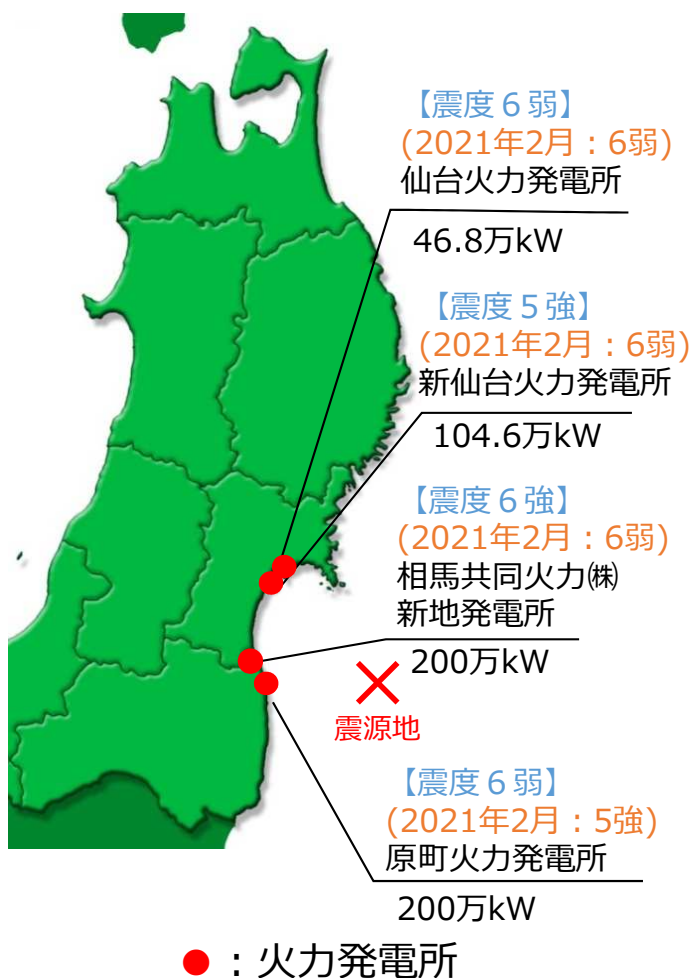 【震度６弱】
(2021年2月：6弱)
仙台火力発電所
46.8万kW
【震度５強】
(2021年2月：6弱)
新仙台火力発電所
104.6万kW
【震度６強】
(2021年2月：6弱)
相馬共同火力㈱
新地発電所
200万kW
震源地
【震度６弱】
(2021年2月：5強)
原町火力発電所
200万kW
：火力発電所